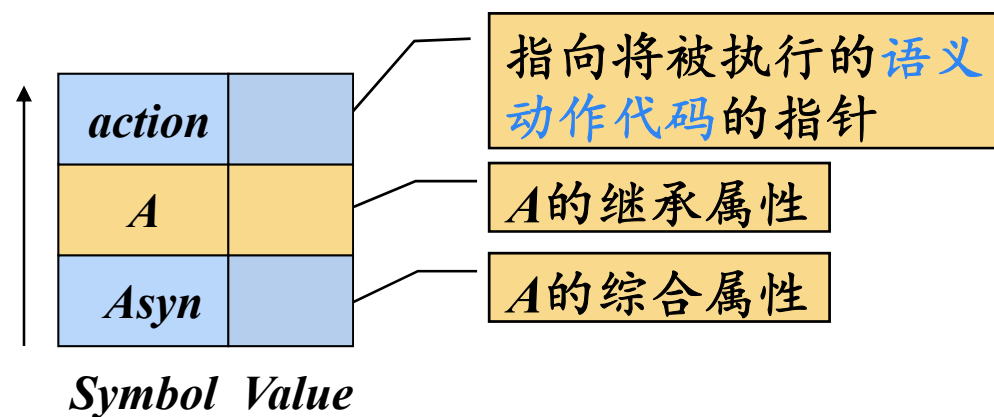 action
A
Asyn
Symbol Value
指向将被执行的语义
动作代码的指针
A的继承属性
A的综合属性